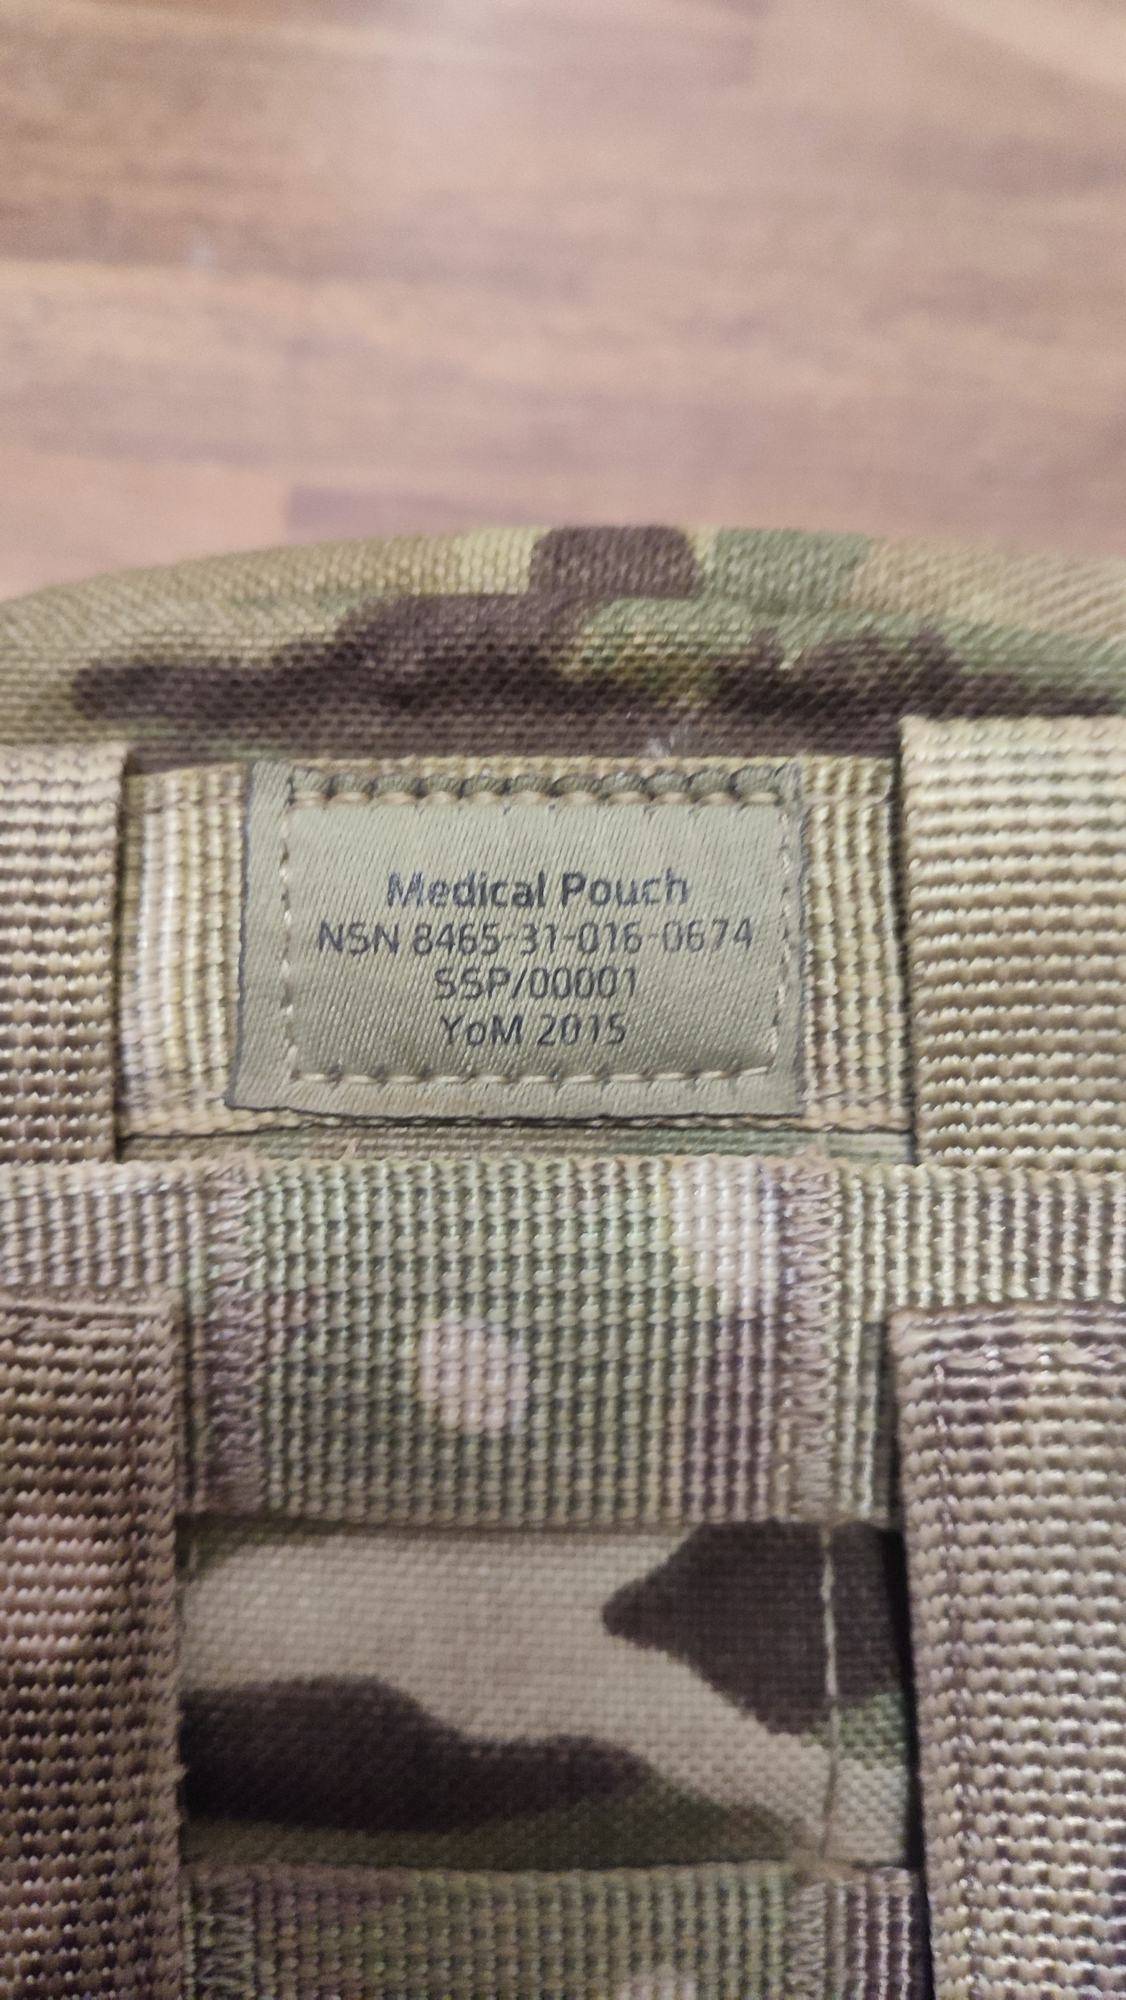 Medical Pouch
NSN 8465-31-016-0674
SSP/00001
YoM 2015